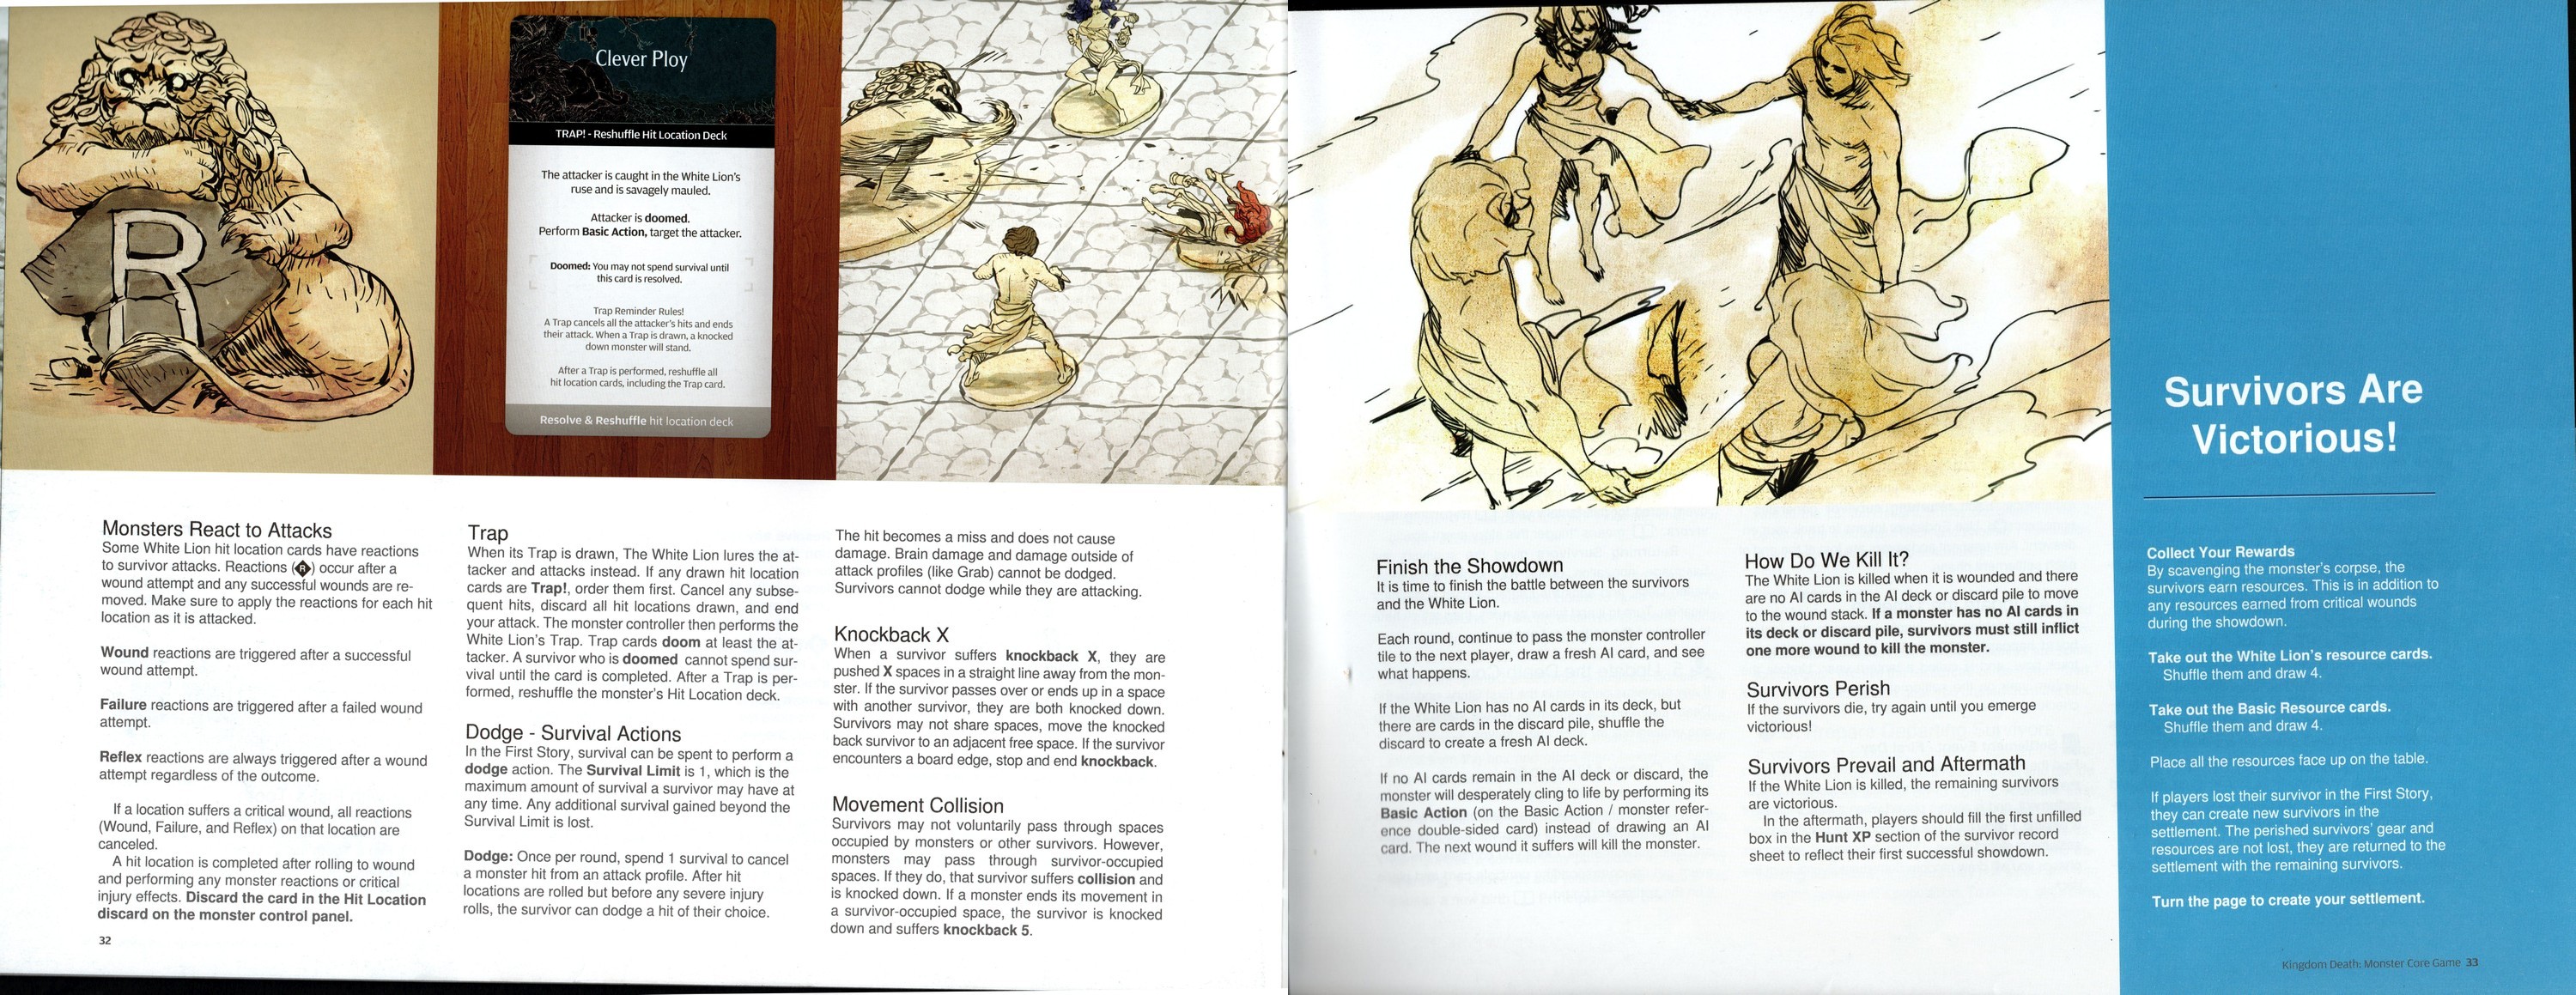 R
Clever Ploy
TRAP! - Reshuffle Hit Location Deck
The attacker is caught in the White Lion's
ruse and is savagely mauled.
Attacker is doomed.
Perform Basic Action, target the attacker.
Doomed: You may not spend survival until
this card is resolved.
Trap Reminder Rules!
A Trap cancels all the attacker's hits and ends
their attack. When a Trap is drawn, a knocked
down monster will stand.
After a Trap is performed, reshuffle all
hit location cards, including the Trap card.
Resolve & Reshuffle hit location deck
Monsters React to Attacks
Some White Lion hit location cards have reactions
to survivor attacks. Reactions (R) occur after a
wound attempt and any successful wounds are re-
moved. Make sure to apply the reactions for each hit
location as it is attacked.
Wound reactions are triggered after a successful
wound attempt.
Failure reactions are triggered after a failed wound
attempt.
Reflex reactions are always triggered after a wound
attempt regardless of the outcome.
If a location suffers a critical wound, all reactions
(Wound, Failure, and Reflex) on that location are
canceled.
A hit location is completed after rolling to wound
and performing any monster reactions or critical
injury effects. Discard the card in the Hit Location
discard on the monster control panel.
32
Trap
When its Trap is drawn, The White Lion lures the at-
tacker and attacks instead. If any drawn hit location
cards are Trap!, order them first. Cancel any subse-
quent hits, discard all hit locations drawn, and end
your attack. The monster controller then performs the
White Lion's Trap. Trap cards doom at least the at-
tacker. A survivor who is doomed cannot spend sur-
vival until the card is completed. After a Trap is per-
formed, reshuffle the monster's Hit Location deck.
Dodge - Survival Actions
In the First Story, survival can be spent to perform a
dodge action. The Survival Limit is 1, which is the
maximum amount of survival a survivor may have at
any time. Any additional survival gained beyond the
Survival Limit is lost.
Dodge: Once per round, spend 1 survival to cancel
a monster hit from an attack profile. After hit
locations are rolled but before any severe injury
rolls, the survivor can dodge a hit of their choice.
The hit becomes a miss and does not cause
damage. Brain damage and damage outside of
attack profiles (like Grab) cannot be dodged.
Survivors cannot dodge while they are attacking.
Knockback X
When a survivor suffers knockback X, they are
pushed X spaces in a straight line away from the mon-
ster. If the survivor passes over or ends up in a space
with another survivor, they are both knocked down.
Survivors may not share spaces, move the knocked
back survivor to an adjacent free space. If the survivor
encounters a board edge, stop and end knockback.
Movement Collision
Survivors may not voluntarily pass through spaces
occupied by monsters or other survivors. However,
monsters may pass through survivor-occupied
spaces. If they do, that survivor suffers collision and
is knocked down. If a monster ends its movement in
a survivor-occupied space, the survivor is knocked
down and suffers knockback 5.
Finish the Showdown
It is time to finish the battle between the survivors
and the White Lion.
Each round, continue to pass the monster controller
tile to the next player, draw a fresh AI card, and see
what happens.
If the White Lion has no AI cards in its deck, but
there are cards in the discard pile, shuffle the
discard to create a fresh AI deck.
If no AI cards remain in the AI deck or discard, the
monster will desperately cling to life by performing its
Basic Action (on the Basic Action / monster refer-
ence double-sided card) instead of drawing an AI
card. The next wound it suffers will kill the monster.
How Do We Kill It?
The White Lion is killed when it is wounded and there
are no AI cards in the AI deck or discard pile to move
to the wound stack. If a monster has no AI cards in
its deck or discard pile, survivors must still inflict
one more wound to kill the monster.
Survivors Perish
If the survivors die, try again until you emerge
victorious!
Survivors Prevail and Aftermath
If the White Lion is killed, the remaining survivors
are victorious.
In the aftermath, players should fill the first unfilled
box in the Hunt XP section of the survivor record
sheet to reflect their first successful showdown.
Survivors Are
Victorious!
Collect Your Rewards
By scavenging the monster's corpse, the
survivors earn resources. This is in addition to
any resources earned from critical wounds
during the showdown.
Take out the White Lion's resource cards.
Shuffle them and draw 4.
Take out the Basic Resource cards.
Shuffle them and draw 4.
Place all the resources face up on the table.
If players lost their survivor in the First Story,
they can create new survivors in the
settlement. The perished survivors' gear and
resources are not lost, they are returned to the
settlement with the remaining survivors.
Turn the page to create your settlement.
Kingdom Death: Monster Core Game 33